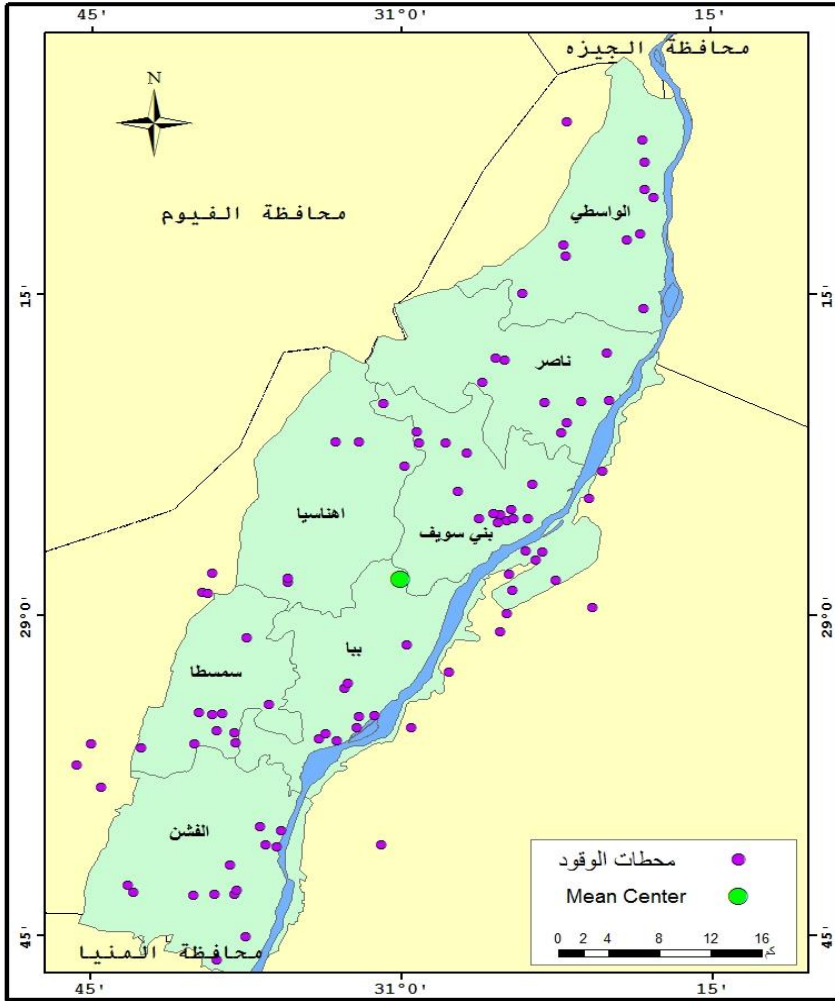 45' 31°0' 15'
محافظة الجيزه
N
محافظة الفيوم
الواسطي
15' 15'
ناصر
اهناسيا
بني سويف
29°0' 29°0'
ببا
سمسطا
الفشن
محطات الوقود
Mean Center
0 2 4 8 12 16
كم
45' 45'
محافظة المنيا
45' 31°0' 15'